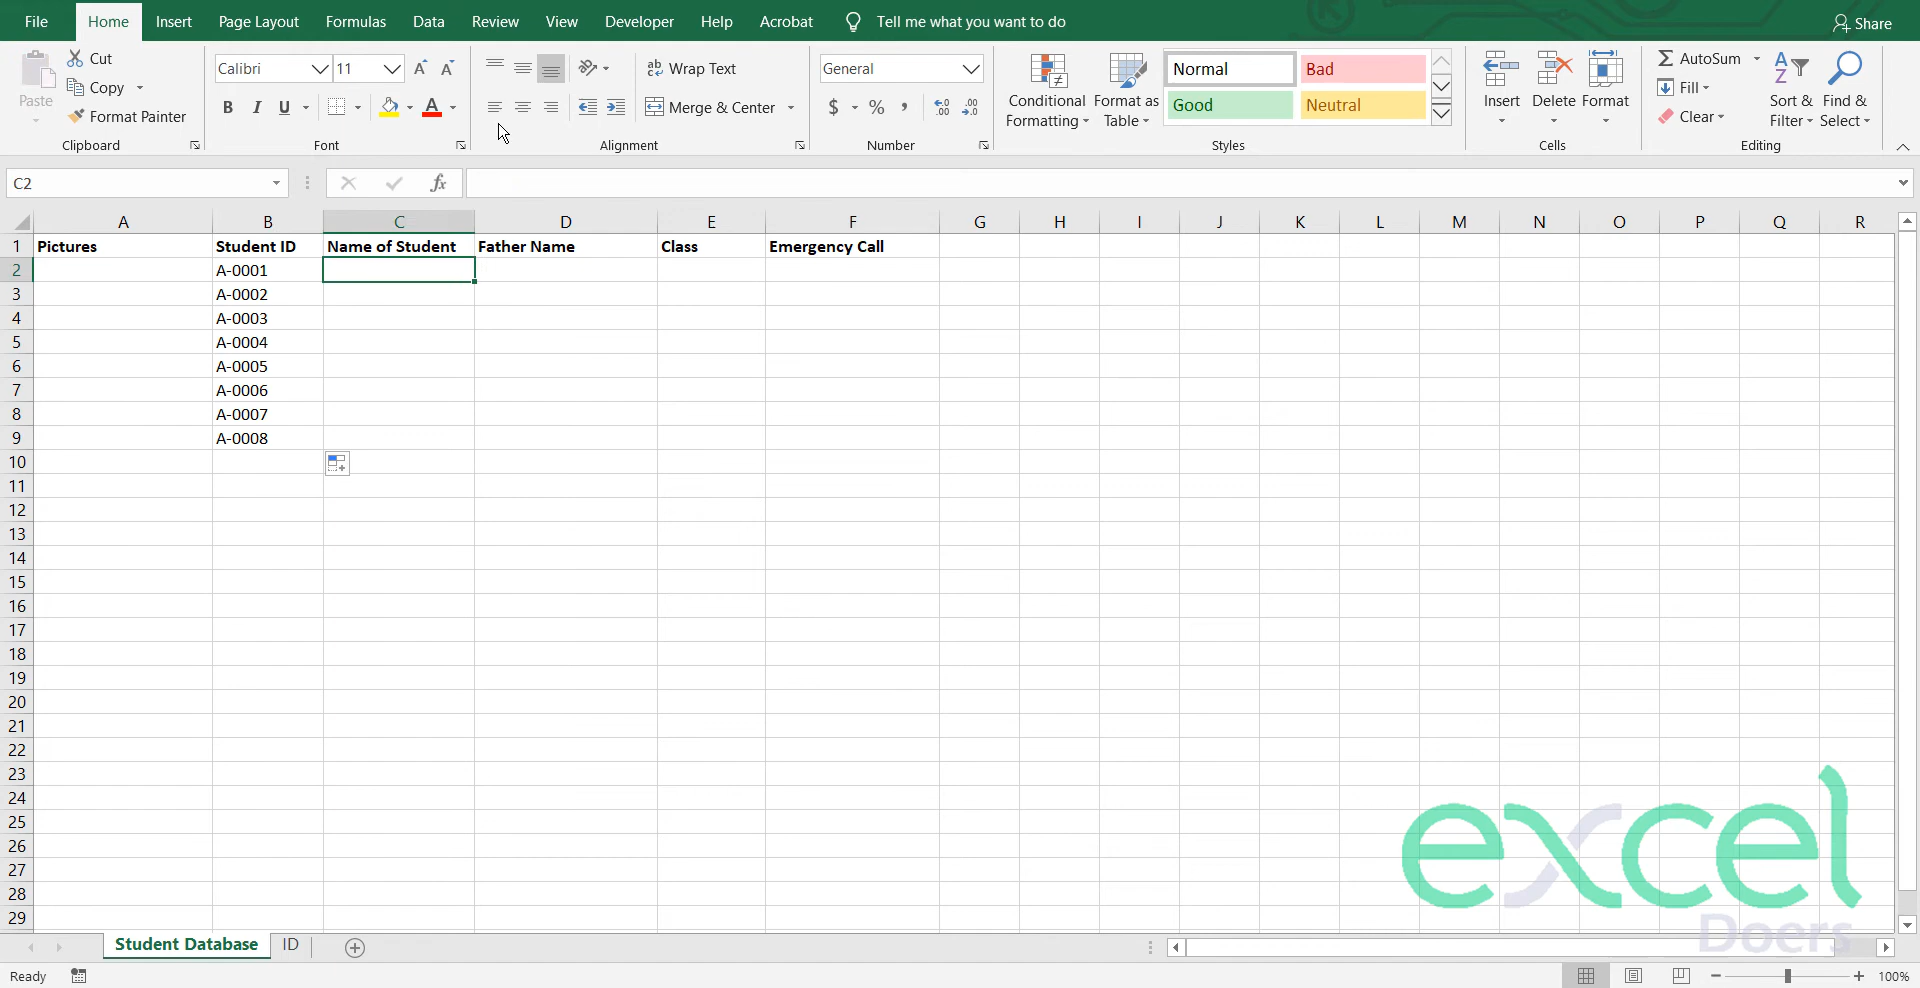 File Home Insert Page Layout Formulas Data Review View Developer Help Acrobat Tell me what you want to do Share
Paste Cut Copy Format Painter Clipboard
Calibri 11 A A B I U A Font
ab Wrap Text Merge & Center Alignment
General $ % , .00 .00 Number
Conditional Formatting Format as Table Normal Bad Good Neutral Styles
Insert Delete Format Cells
AutoSum Fill Clear Sort & Filter Find & Select Editing
C2 fx
A B C D E F G H I J K L M N O P Q R
1 Pictures Student ID Name of Student Father Name Class Emergency Call
2 A-0001
3 A-0002
4 A-0003
5 A-0004
6 A-0005
7 A-0006
8 A-0007
9 A-0008
10
11
12
13
14
15
16
17
18
19
20
21
22
23
24
25
26
27
28
29
excel
Doers
Student Database ID
Ready 100%